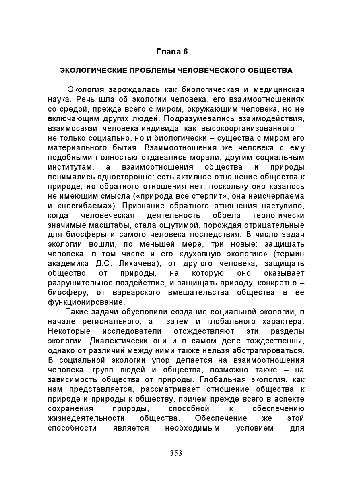 Глава 6
ЭКОЛОГИЧЕСКИЕ ПРОБЛЕМЫ ЧЕЛОВЕЧЕСКОГО ОБЩЕСТВА
Экология зарождалась как биологическая и медицинская
наука. Речь шла об экологии человека, его взаимоотношениях
со средой, прежде всего с миром, окружающим человека, но не
включающим других людей. Подразумевались взаимодействия,
взаимосвязи человека-индивида как высокоорганизованного –
не только социально, но и биологически – существа с миром его
материального бытия. Взаимоотношения же человека с ему
подобными полностью отдавались морали, другим социальным
институтам, а взаимоотношения общества и природы
понимались односторонне: есть активное отношение общества к
природе, но обратного отношения нет, поскольку оно казалось
не имеющим смысла («природа все стерпит», она неисчерпаема
и сногсибаема»). Признание обратного отношения наступило,
когда человеческая деятельность обрела геологически
значимые масштабы, стала ощутимой, порождая отрицательные
для биосферы и самого человека последствия. В число задач
экологии вошли, по меньшей мере, три новые: защищать
человека, в том числе и его «духовную экологию» (термин
академика Д.С. Лихачева), от другого человека, защищать
общество от природы, на которую оно оказывает
разрушительное воздействие, и защищать природу, конкретно –
биосферу, от варварского вмешательства общества в ее
функционирование.
Такие задачи обусловили создание социальной экологии, в
начале регионального, а затем и глобального характера.
Некоторые исследователи отождествляют эти разделы
экологии. Диалектически они и в самом деле тождественны,
однако от различий между ними также нельзя абстрагироваться.
В социальной экологии упор делается на взаимоотношения
человека, групп людей и общества, возможно также – на
зависимость общества от природы. Глобальная экология, как
нам представляется, рассматривает отношение общества к
природе и природы к обществу, причем прежде всего в аспекте
сохранения природы, способной к обеспечению
жизнедеятельности общества. Обеспечение же этой
способности является необходимым условием для
353